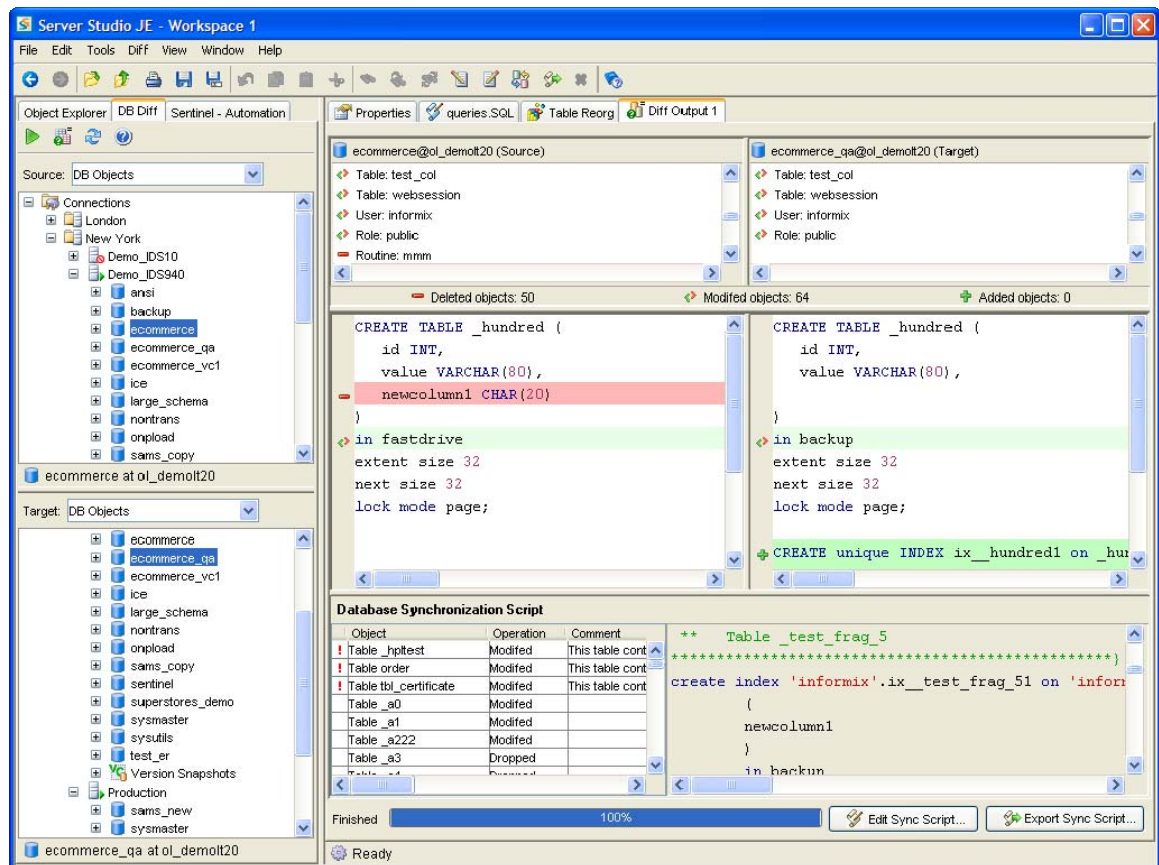 Server Studio JE - Workspace 1
File Edit Tools Diff View Window Help
Object Explorer DB Diff Sentinel - Automation
Source: DB Objects
Connections
London
New York
Demo_IDS10
Demo_IDS940
ansi
backup
ecommerce
ecommerce_qa
ecommerce_vc1
ice
large_schema
nontrans
onpload
sams_copy
ecommerce at ol_demolt20
Target: DB Objects
ecommerce
ecommerce_qa
ecommerce_vc1
ice
large_schema
nontrans
onpload
sams_copy
sentinel
superstores_demo
sysmaster
sysutils
test_er
Version Snapshots
Production
sams_new
sysmaster
ecommerce_qa at ol_demolt20
Properties queries.SQL Table Reorg Diff Output 1
ecommerce@ol_demolt20 (Source)
Table: test_col
Table: websession
User: informix
Role: public
Routine: mmm
ecommerce_qa@ol_demolt20 (Target)
Table: test_col
Table: websession
User: informix
Role: public
Deleted objects: 50 Modifed objects: 64 Added objects: 0
CREATE TABLE _hundred (
id INT,
value VARCHAR(80),
newcolumn1 CHAR(20)
)
in fastdrive
extent size 32
next size 32
lock mode page;
CREATE TABLE _hundred (
id INT,
value VARCHAR(80),
)
in backup
extent size 32
next size 32
lock mode page;
CREATE unique INDEX ix__hundred1 on _hun
Database Synchronization Script
Object Operation Comment
! Table _hpltest Modifed This table cont
! Table order Modifed This table cont
! Table tbl_certificate Modifed This table cont
Table _a0 Modifed
Table _a1 Modifed
Table _a222 Modifed
Table _a3 Dropped
** Table _test_frag_5
**************************************************}
create index 'informix'.ix__test_frag_51 on 'infor
(
newcolumn1
)
in backup
Finished 100% Edit Sync Script... Export Sync Script...
Ready